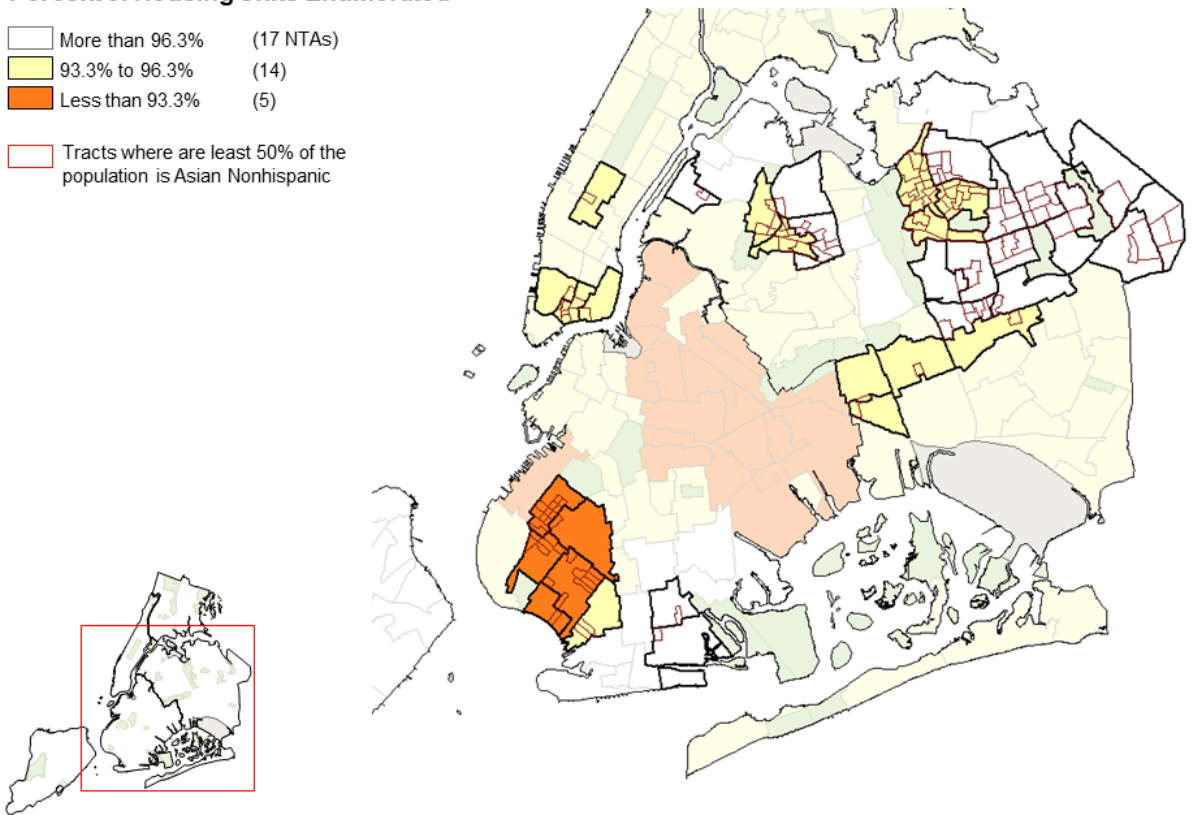 More than 96.3% (17 NTAs)
93.3% to 96.3% (14)
Less than 93.3% (5)
Tracts where are least 50% of the
population is Asian Nonhispanic